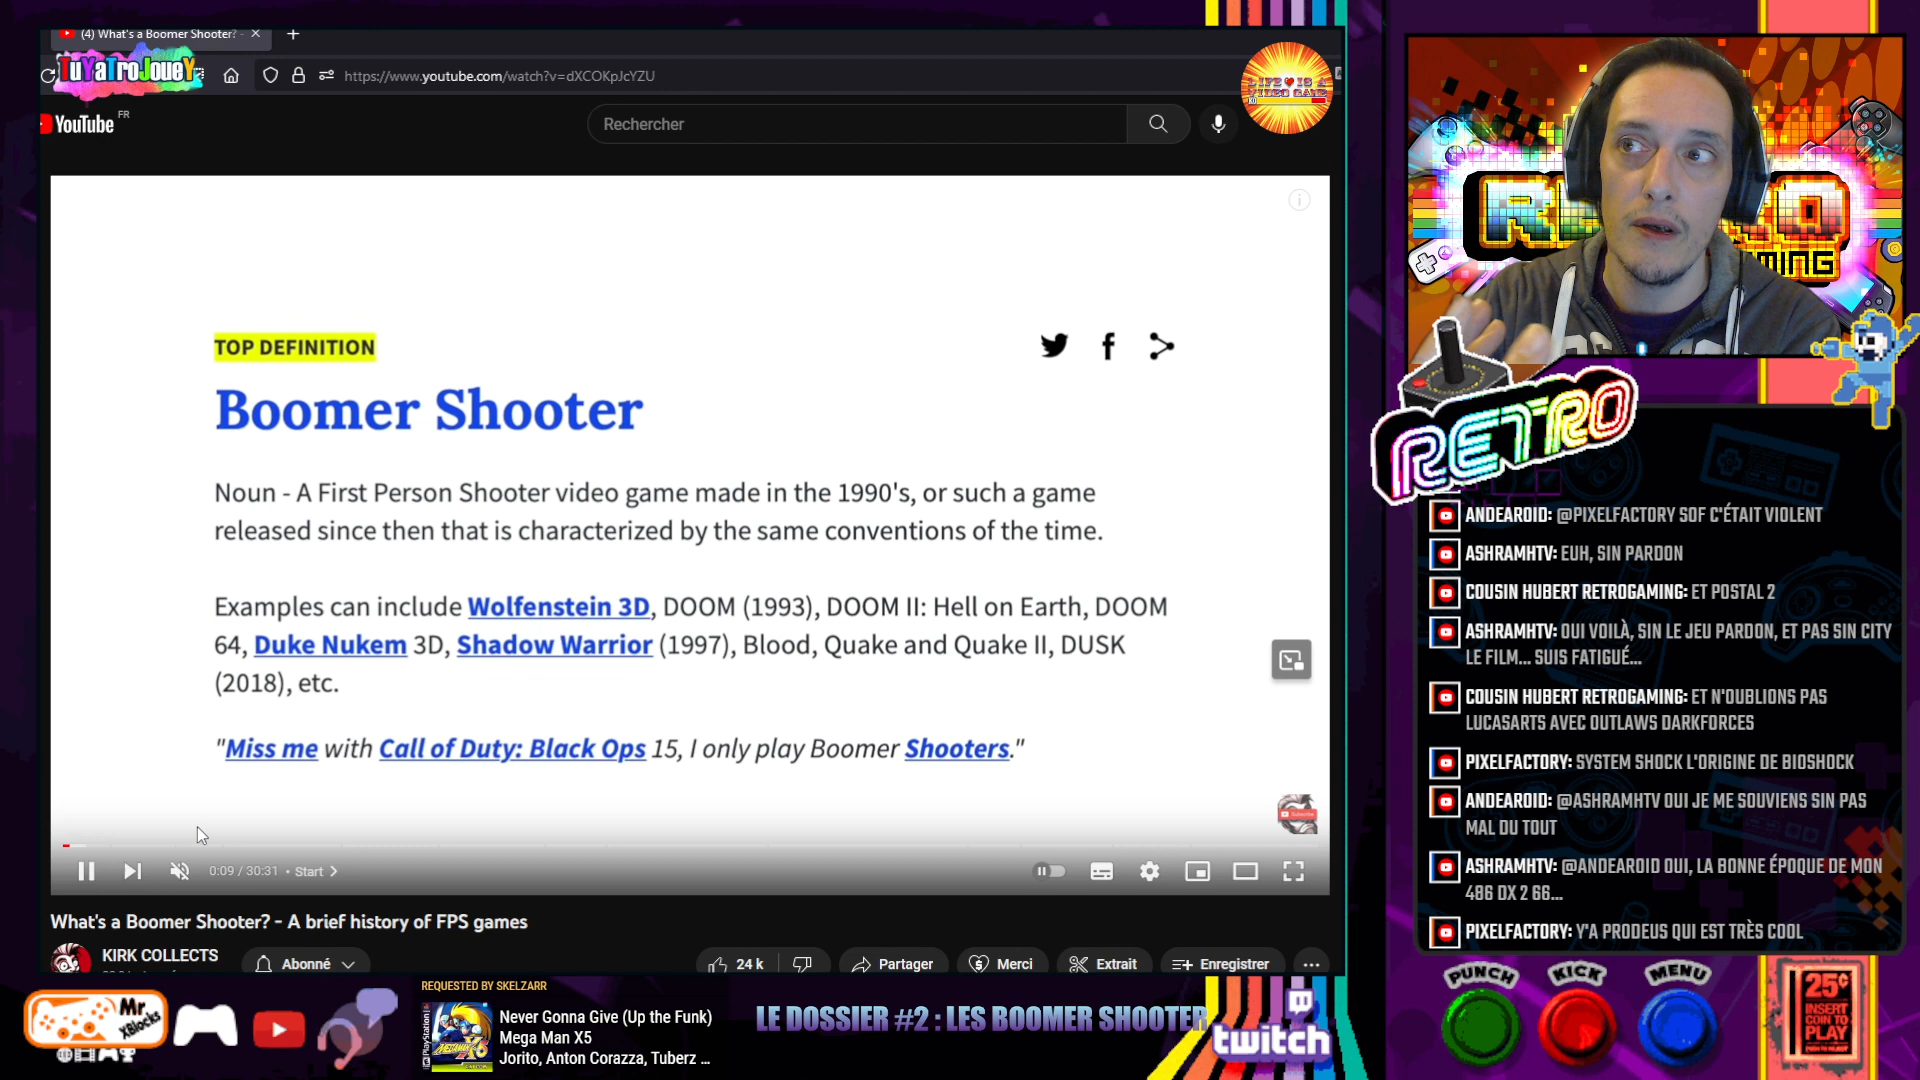 (4) What's a Boomer Shooter? -
TuYaTroJoueY
https://www.youtube.com/watch?v=dXCOKpJcYZU
LIFE IS A
VIDEO GAME
YouTube FR
Rechercher
TOP DEFINITION
Boomer Shooter
Noun - A First Person Shooter video game made in the 1990's, or such a game
released since then that is characterized by the same conventions of the time.
Examples can include Wolfenstein 3D, DOOM (1993), DOOM II: Hell on Earth, DOOM
64, Duke Nukem 3D, Shadow Warrior (1997), Blood, Quake and Quake II, DUSK
(2018), etc.
"Miss me with Call of Duty: Black Ops 15, I only play Boomer Shooters."
Subscribe
0:09 / 30:31 • Start
What's a Boomer Shooter? - A brief history of FPS games
KIRK COLLECTS
Abonné
24 k
Partager
Merci
Extrait
Enregistrer
RETRO
ANDEAROID: @PIXELFACTORY SOF C'ÉTAIT VIOLENT
ASHRAMHTV: EUH, SIN PARDON
COUSIN HUBERT RETROGAMING: ET POSTAL 2
ASHRAMHTV: OUI VOILÀ, SIN LE JEU PARDON, ET PAS SIN CITY
LE FILM... SUIS FATIGUÉ...
COUSIN HUBERT RETROGAMING: ET N'OUBLIONS PAS
LUCASARTS AVEC OUTLAWS DARKFORCES
PIXELFACTORY: SYSTEM SHOCK L'ORIGINE DE BIOSHOCK
ANDEAROID: @ASHRAMHTV OUI JE ME SOUVIENS SIN PAS
MAL DU TOUT
ASHRAMHTV: @ANDEAROID OUI, LA BONNE ÉPOQUE DE MON
486 DX 2 66...
PIXELFACTORY: Y'A PRODEUS QUI EST TRÈS COOL
PUNCH
KICK
MENU
25¢
INSERT
COIN TO
PLAY
Mr
XBlocks
REQUESTED BY SKELZARR
Never Gonna Give (Up the Funk)
Mega Man X5
Jorito, Anton Corazza, Tuberz ...
LE DOSSIER #2 : LES BOOMER SHOOTER
twitch